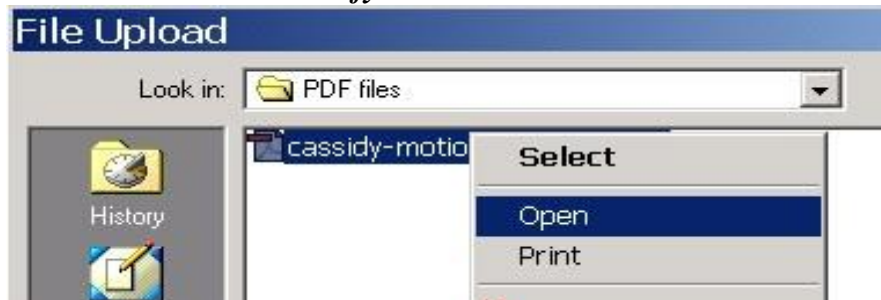 File Upload
Look in: PDF files
cassidy-motio
Select
Open
History
Print